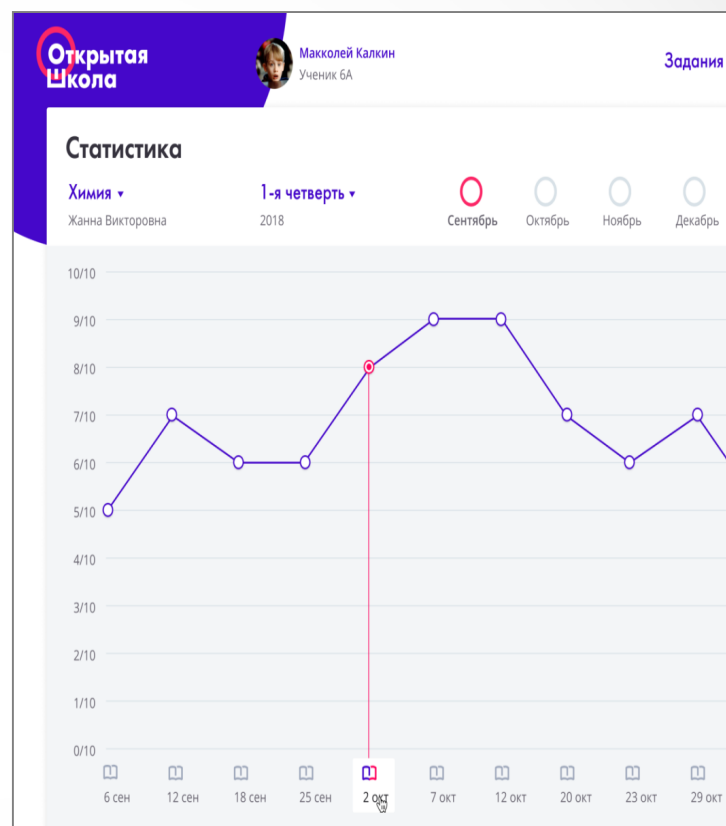 Открытая
Школа
Макколей Калкин
Ученик 6А
Задания
Статистика
Химия
1-я четверть
Жанна Викторовна
2018
Сентябрь
Октябрь
Ноябрь
Декабрь
10/10
9/10
8/10
7/10
6/10
5/10
4/10
3/10
2/10
1/10
0/10
6 сен
12 сен
18 сен
25 сен
2 окт
7 окт
12 окт
20 окт
23 окт
29 окт